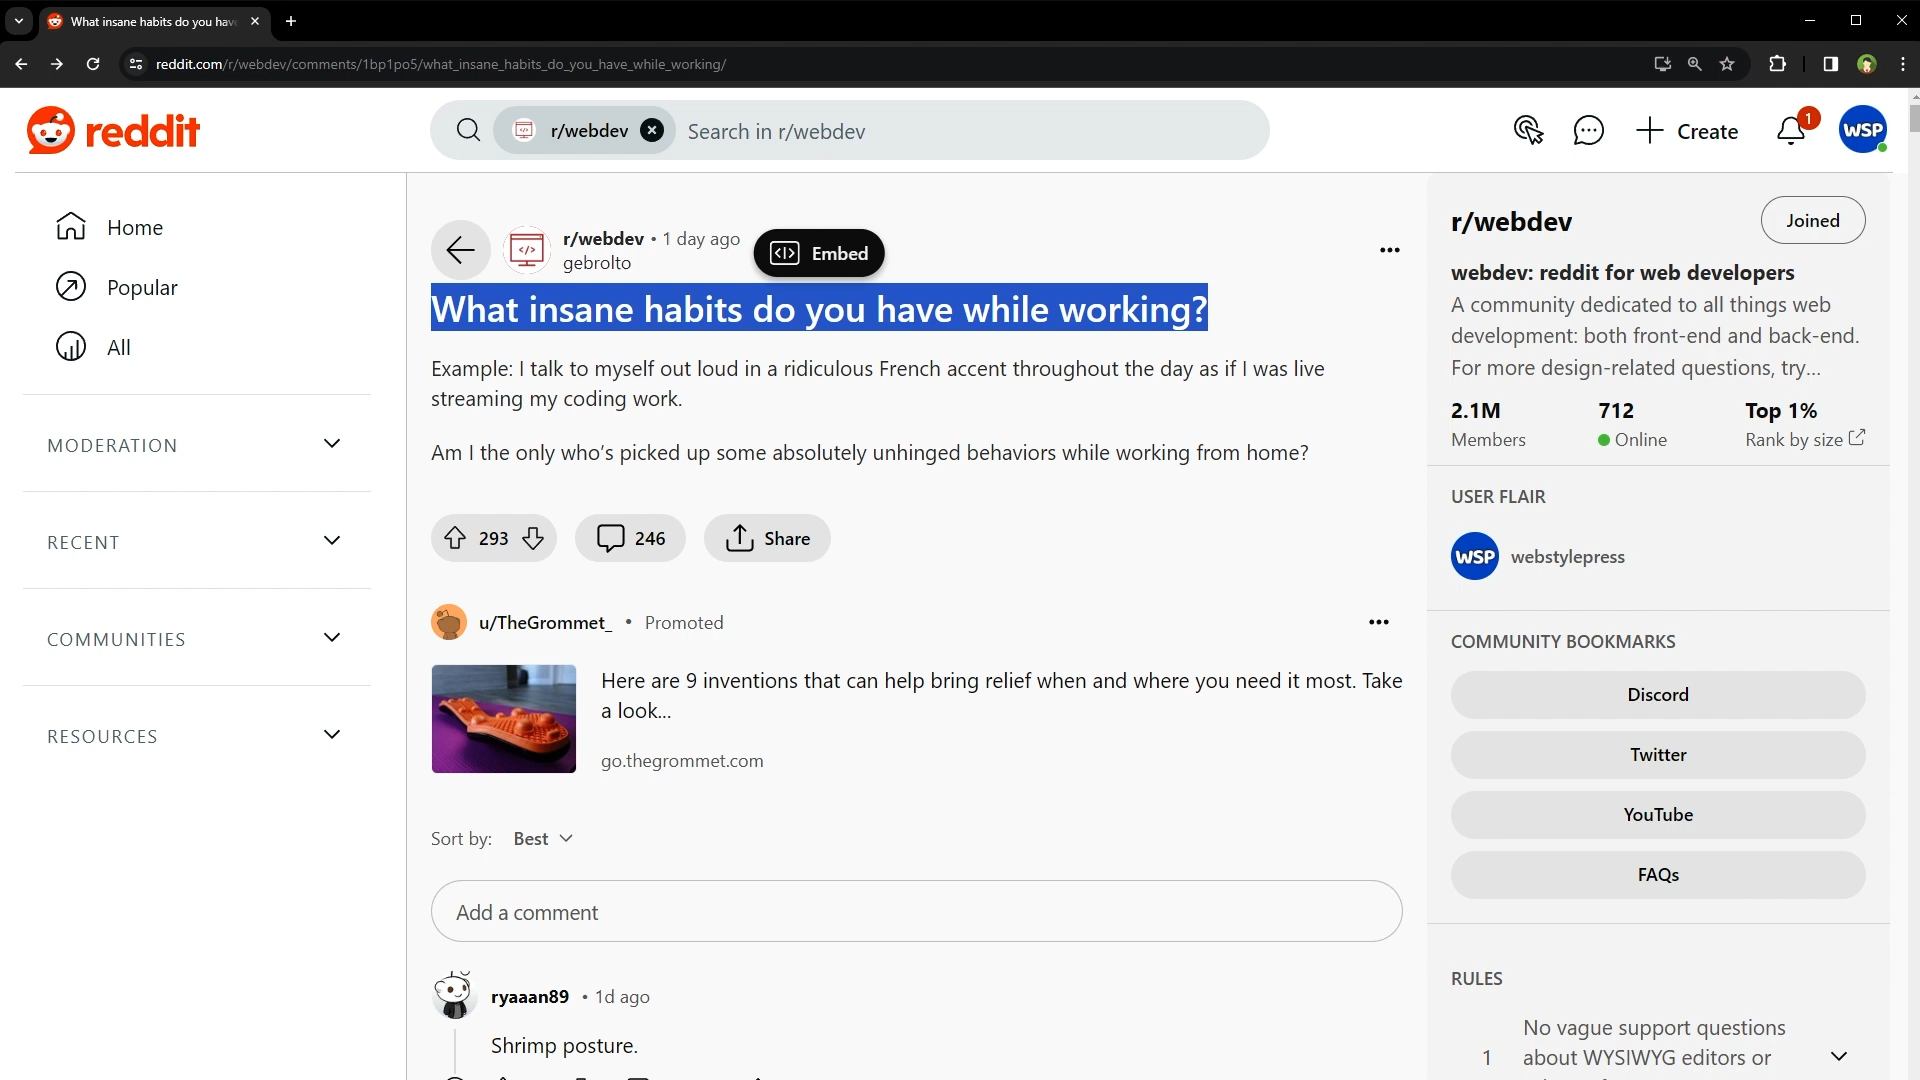 What insane habits do you hav
reddit.com/r/webdev/comments/1bp1po5/what_insane_habits_do_you_have_while_working/
reddit
r/webdev
Search in r/webdev
Create
1
WSP
Home
Popular
All
MODERATION
RECENT
COMMUNITIES
RESOURCES
r/webdev • 1 day ago
gebrolto
Embed
What insane habits do you have while working?
Example: I talk to myself out loud in a ridiculous French accent throughout the day as if I was live
streaming my coding work.
Am I the only who’s picked up some absolutely unhinged behaviors while working from home?
293
246
Share
u/TheGrommet_ • Promoted
Here are 9 inventions that can help bring relief when and where you need it most. Take
a look...
go.thegrommet.com
Sort by: Best
Add a comment
ryaaan89 • 1d ago
Shrimp posture.
r/webdev
Joined
webdev: reddit for web developers
A community dedicated to all things web
development: both front-end and back-end.
For more design-related questions, try...
2.1M 712 Top 1%
Members Online Rank by size
USER FLAIR
WSP webstylepress
COMMUNITY BOOKMARKS
Discord
Twitter
YouTube
FAQs
RULES
No vague support questions
1 about WYSIWYG editors or